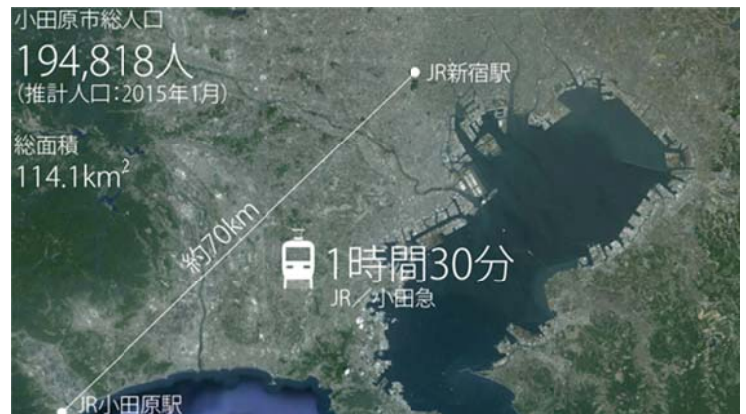 小田原市総人口
194,818人
(推計人口:2015年1月)
総面積
114.1km²
JR新宿駅
約70km
1時間30分
JR/小田急
JR小田原駅